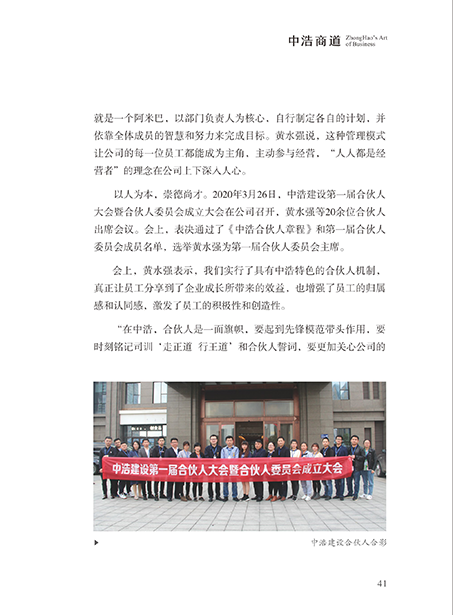 中浩商道 ZhongHao's Art
of Business
就是一个阿米巴，以部门负责人为核心，自行制定各自的计划，并
依靠全体成员的智慧和努力来完成目标。黄水强说，这种管理模式
让公司的每一位员工都能成为主角，主动参与经营，“人人都是经
营者”的理念在公司上下深入人心。
以人为本，崇德尚才。2020年3月26日，中浩建设第一届合伙人
大会暨合伙人委员会成立大会在公司召开，黄水强等20余位合伙人
出席会议。会上，表决通过了《中浩合伙人章程》和第一届合伙人
委员会成员名单，选举黄水强为第一届合伙人委员会主席。
会上，黄水强表示，我们实行了具有中浩特色的合伙人机制，
真正让员工分享到了企业成长所带来的效益，也增强了员工的归属
感和认同感，激发了员工的积极性和创造性。
“在中浩，合伙人是一面旗帜，要起到先锋模范带头作用，要
时刻铭记司训‘走正道 行王道’和合伙人誓词，要更加关心公司的
中浩建设第一届合伙人大会暨合伙人委员会成立大会
中浩建设合伙人合影
41